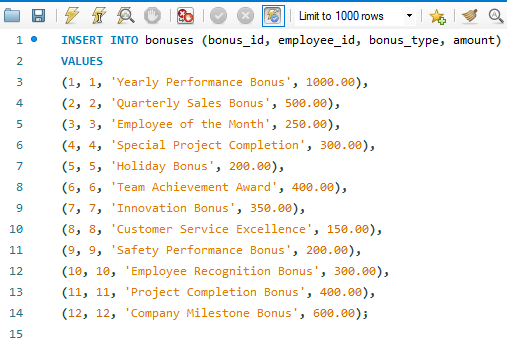 Limit to 1000 rows
1 INSERT INTO bonuses (bonus_id, employee_id, bonus_type, amount)
2 VALUES
3 (1, 1, 'Yearly Performance Bonus', 1000.00),
4 (2, 2, 'Quarterly Sales Bonus', 500.00),
5 (3, 3, 'Employee of the Month', 250.00),
6 (4, 4, 'Special Project Completion', 300.00),
7 (5, 5, 'Holiday Bonus', 200.00),
8 (6, 6, 'Team Achievement Award', 400.00),
9 (7, 7, 'Innovation Bonus', 350.00),
10 (8, 8, 'Customer Service Excellence', 150.00),
11 (9, 9, 'Safety Performance Bonus', 200.00),
12 (10, 10, 'Employee Recognition Bonus', 300.00),
13 (11, 11, 'Project Completion Bonus', 400.00),
14 (12, 12, 'Company Milestone Bonus', 600.00);
15